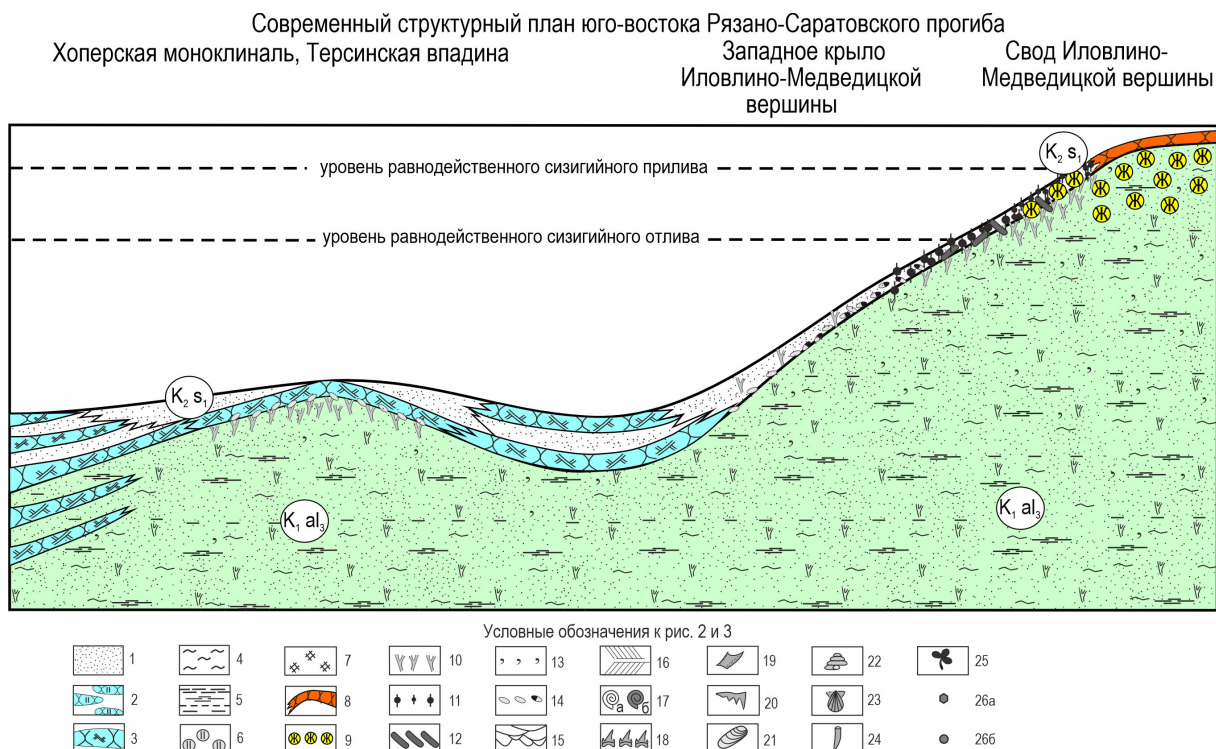 Современный структурный план юго-востока Рязано-Саратовского прогиба
Хоперская моноклиналь, Терсинская впадина
Западное крыло
Иловлино-Медведицкой
вершины
Свод Иловлино-
Медведицкой вершины
K₂ s₁
уровень равнодейственного сизигийного прилива
уровень равнодейственного сизигийного отлива
K₂ s₁
K₁ al₃
K₁ al₃
Условные обозначения к рис. 2 и 3
1 4 7 10 13 16 19 22 25
2 5 8 11 14 а б 17 20 23 26а
3 6 Ж Ж Ж 9 12 15 18 21 24 26б